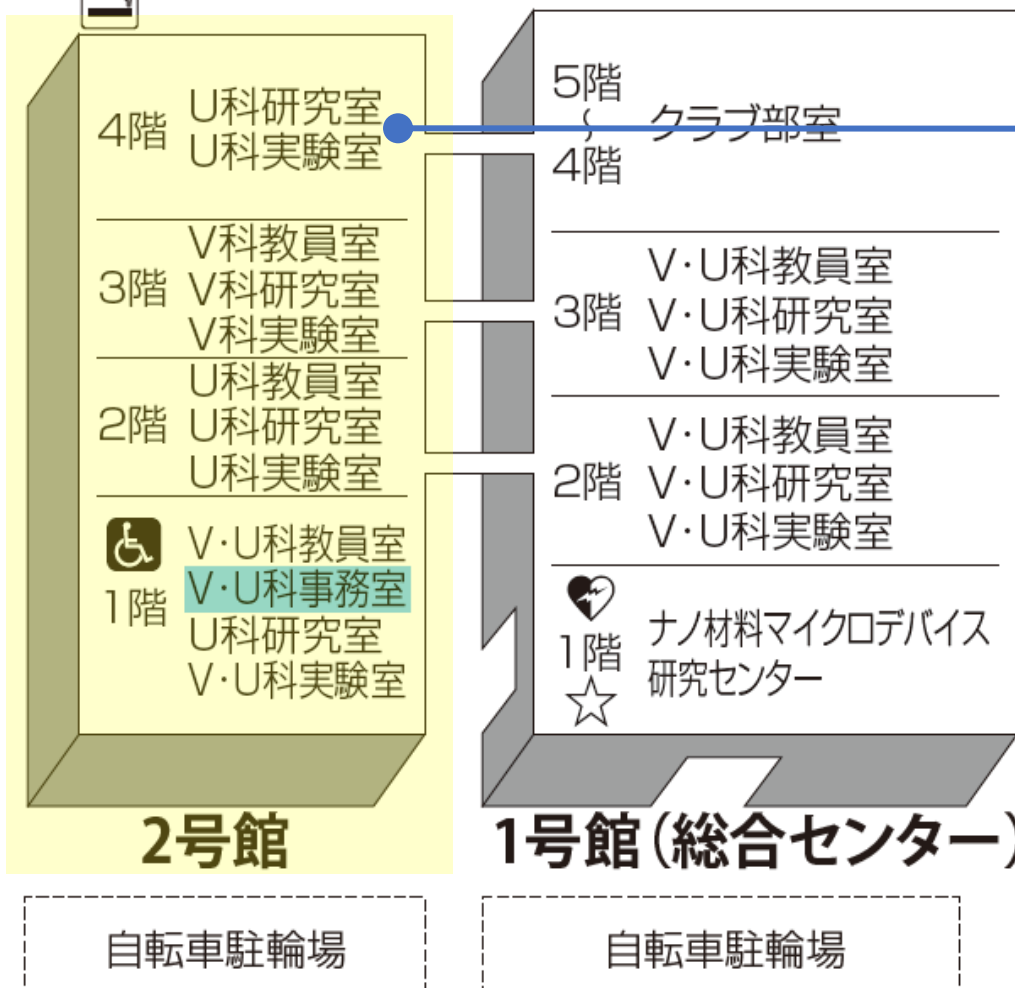 4階
U科研究室
U科実験室
3階
V科教員室
V科研究室
V科実験室
2階
U科教員室
U科研究室
U科実験室
1階
V・U科教員室
V・U科事務室
U科研究室
V・U科実験室
2号館
自転車駐輪場
5階
〜
4階
クラブ部室
3階
V・U科教員室
V・U科研究室
V・U科実験室
2階
V・U科教員室
V・U科研究室
V・U科実験室
1階
ナノ材料マイクロデバイス
研究センター
1号館(総合センター)
自転車駐輪場